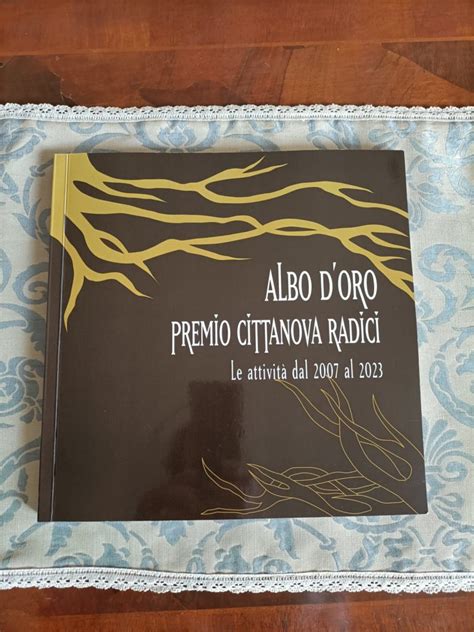 ALBO D'ORO
PREMIO CITTANOVA RADICI
Le attività dal 2007 al 2023